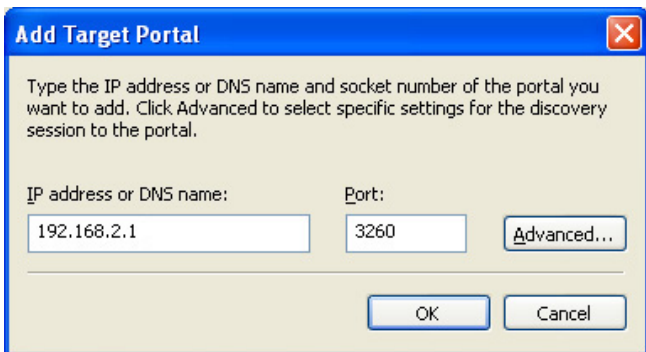 Add Target Portal
Type the IP address or DNS name and socket number of the portal you
want to add. Click Advanced to select specific settings for the discovery
session to the portal.
IP address or DNS name: Port:
192.168.2.1 3260 Advanced...
OK Cancel